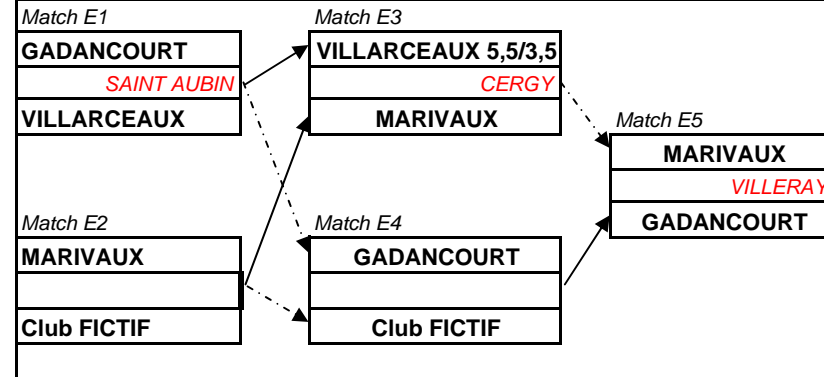 Match E1
GADANCOURT
SAINT AUBIN
VILLARCEAUX
Match E2
MARIVAUX
Club FICTIF
Match E3
VILLARCEAUX 5,5/3,5
CERGY
MARIVAUX
Match E4
GADANCOURT
Club FICTIF
Match E5
MARIVAUX
VILLERAY
GADANCOURT